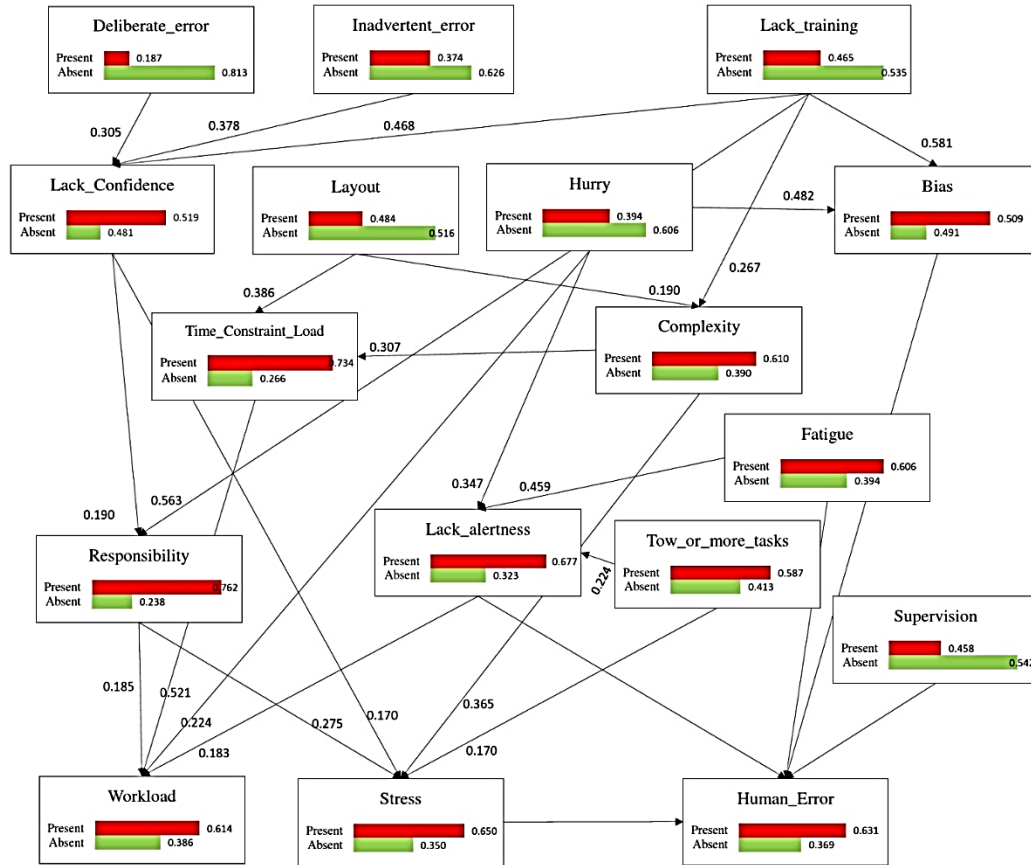 Deliberate_error
Present 0.187
Absent 0.813
Inadvertent_error
Present 0.374
Absent 0.626
Lack_training
Present 0.465
Absent 0.535
0.305
0.378
0.468
0.581
Lack_Confidence
Present 0.519
Absent 0.481
Layout
Present 0.484
Absent 0.516
Hurry
Present 0.394
Absent 0.606
0.482
Bias
Present 0.509
Absent 0.491
0.386
0.190
0.267
Time_Constraint_Load
Present 0.734
Absent 0.266
0.307
Complexity
Present 0.610
Absent 0.390
Fatigue
Present 0.606
Absent 0.394
0.190
0.563
0.347
0.459
Responsibility
Present 0.762
Absent 0.238
Lack_alertness
Present 0.677
Absent 0.323
0.224
Tow_or_more_tasks
Present 0.587
Absent 0.413
Supervision
Present 0.458
Absent 0.542
0.185
0.521
0.224
0.183
0.275
0.170
0.365
0.170
Workload
Present 0.614
Absent 0.386
Stress
Present 0.650
Absent 0.350
Human_Error
Present 0.631
Absent 0.369